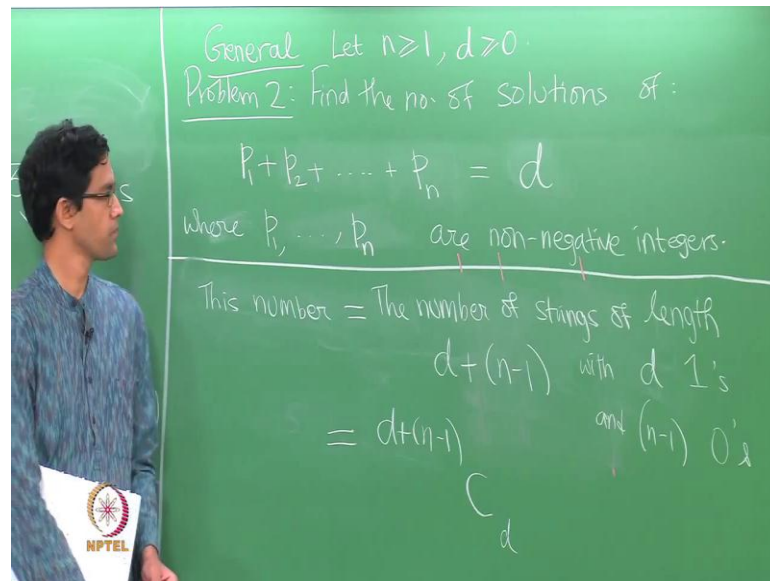 General Let n ≥ 1, d ≥ 0.
Problem 2: Find the no. of solutions of :
P₁ + P₂ + ..... + Pₙ = d
where P₁, ..., Pₙ are non-negative integers.
This number = The number of strings of length
d + (n-1) with d 1's
and (n-1) 0's
= d+(n-1)
C
d
NPTEL